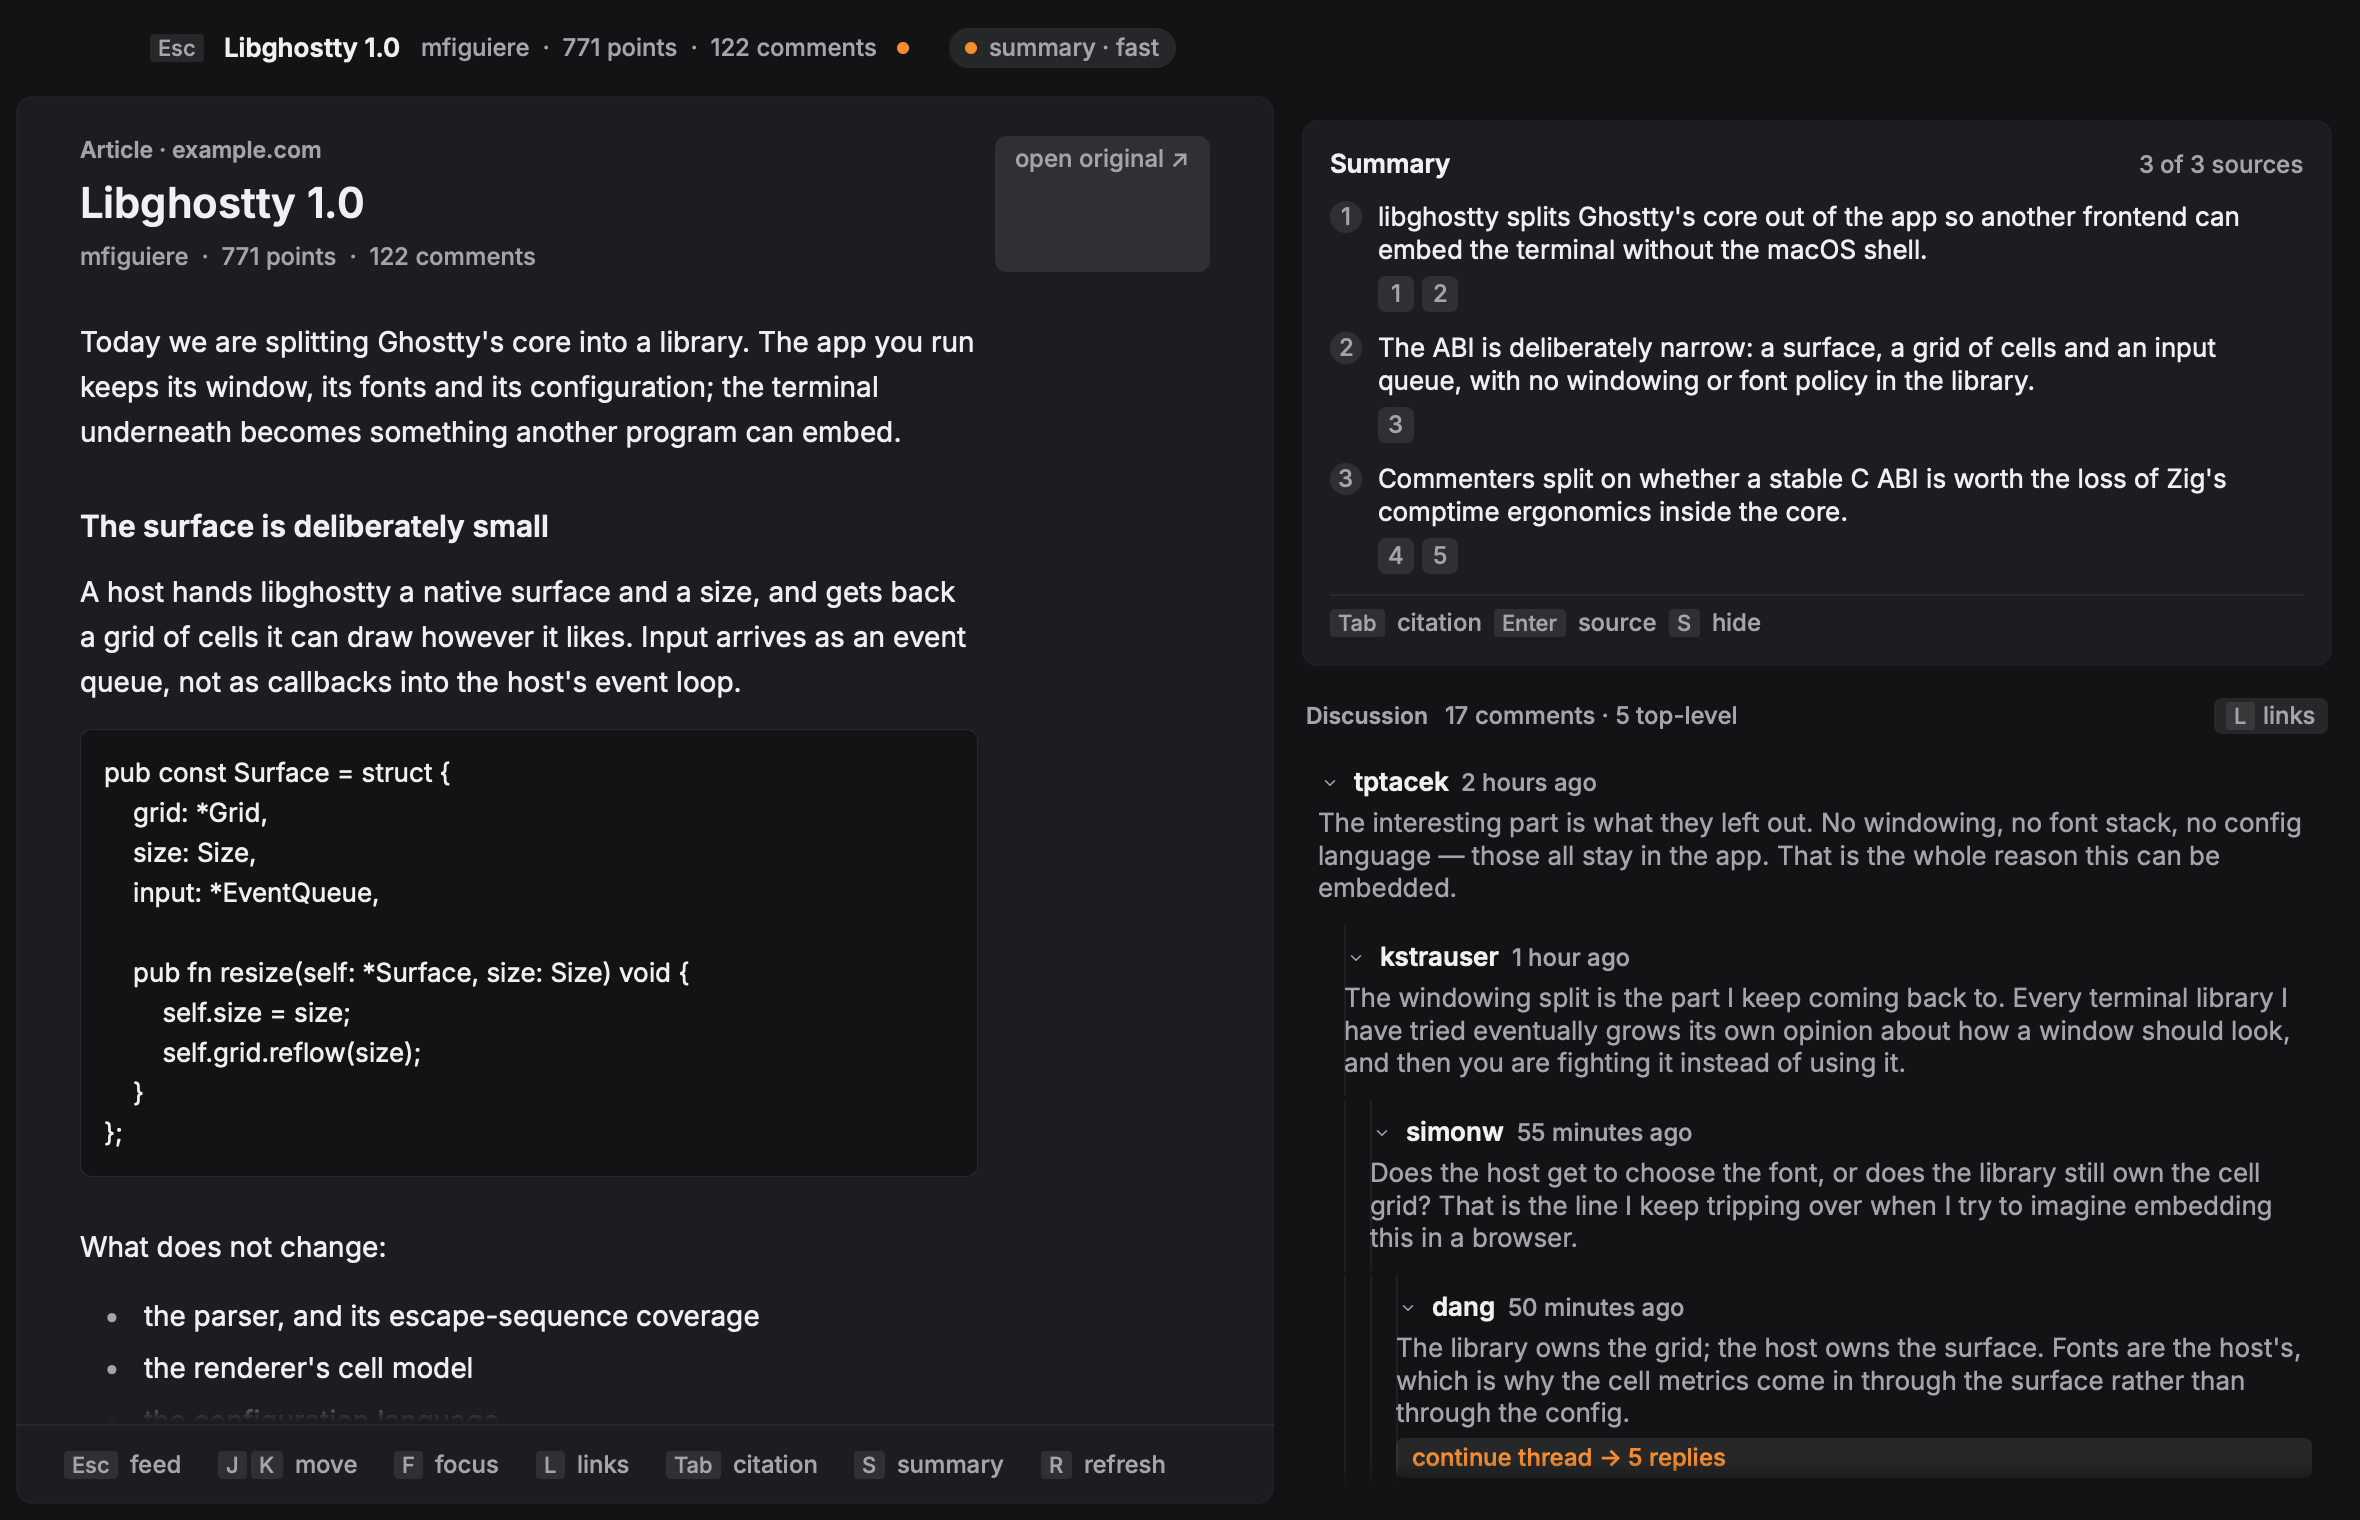 Esc Libghostty 1.0 mfiguiere · 771 points · 122 comments summary · fast
Article · example.com
open original ↗
Libghostty 1.0
mfiguiere · 771 points · 122 comments
Today we are splitting Ghostty's core into a library. The app you run
keeps its window, its fonts and its configuration; the terminal
underneath becomes something another program can embed.
The surface is deliberately small
A host hands libghostty a native surface and a size, and gets back
a grid of cells it can draw however it likes. Input arrives as an event
queue, not as callbacks into the host's event loop.
pub const Surface = struct {
    grid: *Grid,
    size: Size,
    input: *EventQueue,
    pub fn resize(self: *Surface, size: Size) void {
        self.size = size;
        self.grid.reflow(size);
    }
};
What does not change:
• the parser, and its escape-sequence coverage
• the renderer's cell model
• the configuration language
Esc feed J K move F focus L links Tab citation S summary R refresh
Summary 3 of 3 sources
1 libghostty splits Ghostty's core out of the app so another frontend can
embed the terminal without the macOS shell.
1 2
2 The ABI is deliberately narrow: a surface, a grid of cells and an input
queue, with no windowing or font policy in the library.
3
3 Commenters split on whether a stable C ABI is worth the loss of Zig's
comptime ergonomics inside the core.
4 5
Tab citation Enter source S hide
Discussion 17 comments · 5 top-level L links
tptacek 2 hours ago
The interesting part is what they left out. No windowing, no font stack, no config
language — those all stay in the app. That is the whole reason this can be
embedded.
kstrauser 1 hour ago
The windowing split is the part I keep coming back to. Every terminal library I
have tried eventually grows its own opinion about how a window should look,
and then you are fighting it instead of using it.
simonw 55 minutes ago
Does the host get to choose the font, or does the library still own the cell
grid? That is the line I keep tripping over when I try to imagine embedding
this in a browser.
dang 50 minutes ago
The library owns the grid; the host owns the surface. Fonts are the host's,
which is why the cell metrics come in through the surface rather than
through the config.
continue thread → 5 replies